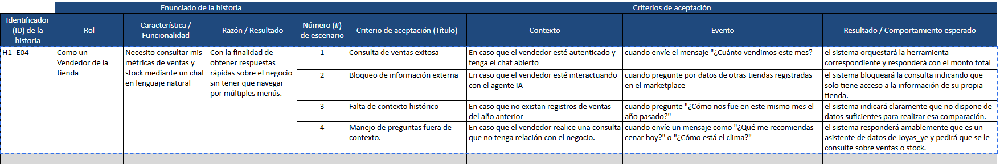 Enunciado de la historia
Criterios de aceptación
Identificador
(ID) de la
historia
Rol
Característica /
Funcionalidad
Razón / Resultado
Número (#)
de escenario
Criterio de aceptación (Título)
Contexto
Evento
Resultado / Comportamiento esperado
H1- E04
Como un
Vendedor de la
tienda
Necesito consultar mis
métricas de ventas y
stock mediante un chat
en lenguaje natural
Con la finalidad de
obtener respuestas
rápidas sobre el negocio
sin tener que navegar
por múltiples menús.
1
Consulta de ventas exitosa
En caso que el vendedor esté autenticado y
tenga el chat abierto
cuando envíe el mensaje "¿Cuánto vendimos este mes?
el sistema orquestará la herramienta
correspondiente y responderá con el monto total
2
Bloqueo de información externa
En caso que el vendedor esté interactuando
con el agente IA
cuando pregunte por datos de otras tiendas registradas
en el marketplace
el sistema bloqueará la consulta indicando que
solo tiene acceso a la información de su propia
tienda.
3
Falta de contexto histórico
En caso que no existan registros de ventas
del año anterior
cuando pregunte "¿Cómo nos fue en este mismo mes el
año pasado?"
el sistema indicará claramente que no dispone de
datos suficientes para realizar esa comparación.
4
Manejo de preguntas fuera de
contexto.
En caso que el vendedor realice una consulta
que no tenga relación con el negocio.
cuando envíe un mensaje como "¿Qué me recomiendas
cenar hoy?" o "¿Cómo está el clima?"
el sistema responderá amablemente que es un
asistente de datos de Joyas_ye y pedirá que se le
consulte sobre ventas o stock.